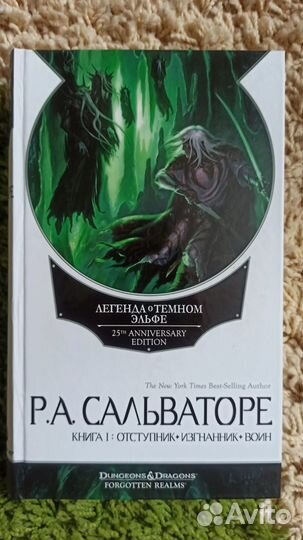 ЛЕГЕНДА О ТЕМНОМ
ЭЛЬФЕ
25TH ANNIVERSARY
EDITION
The New York Times Best-Selling Author
Р.А. САЛЬВАТОРЕ
КНИГА I: ОТСТУПНИК • ИЗГНАННИК • ВОИН
DUNGEONS & DRAGONS
FORGOTTEN REALMS
Avito